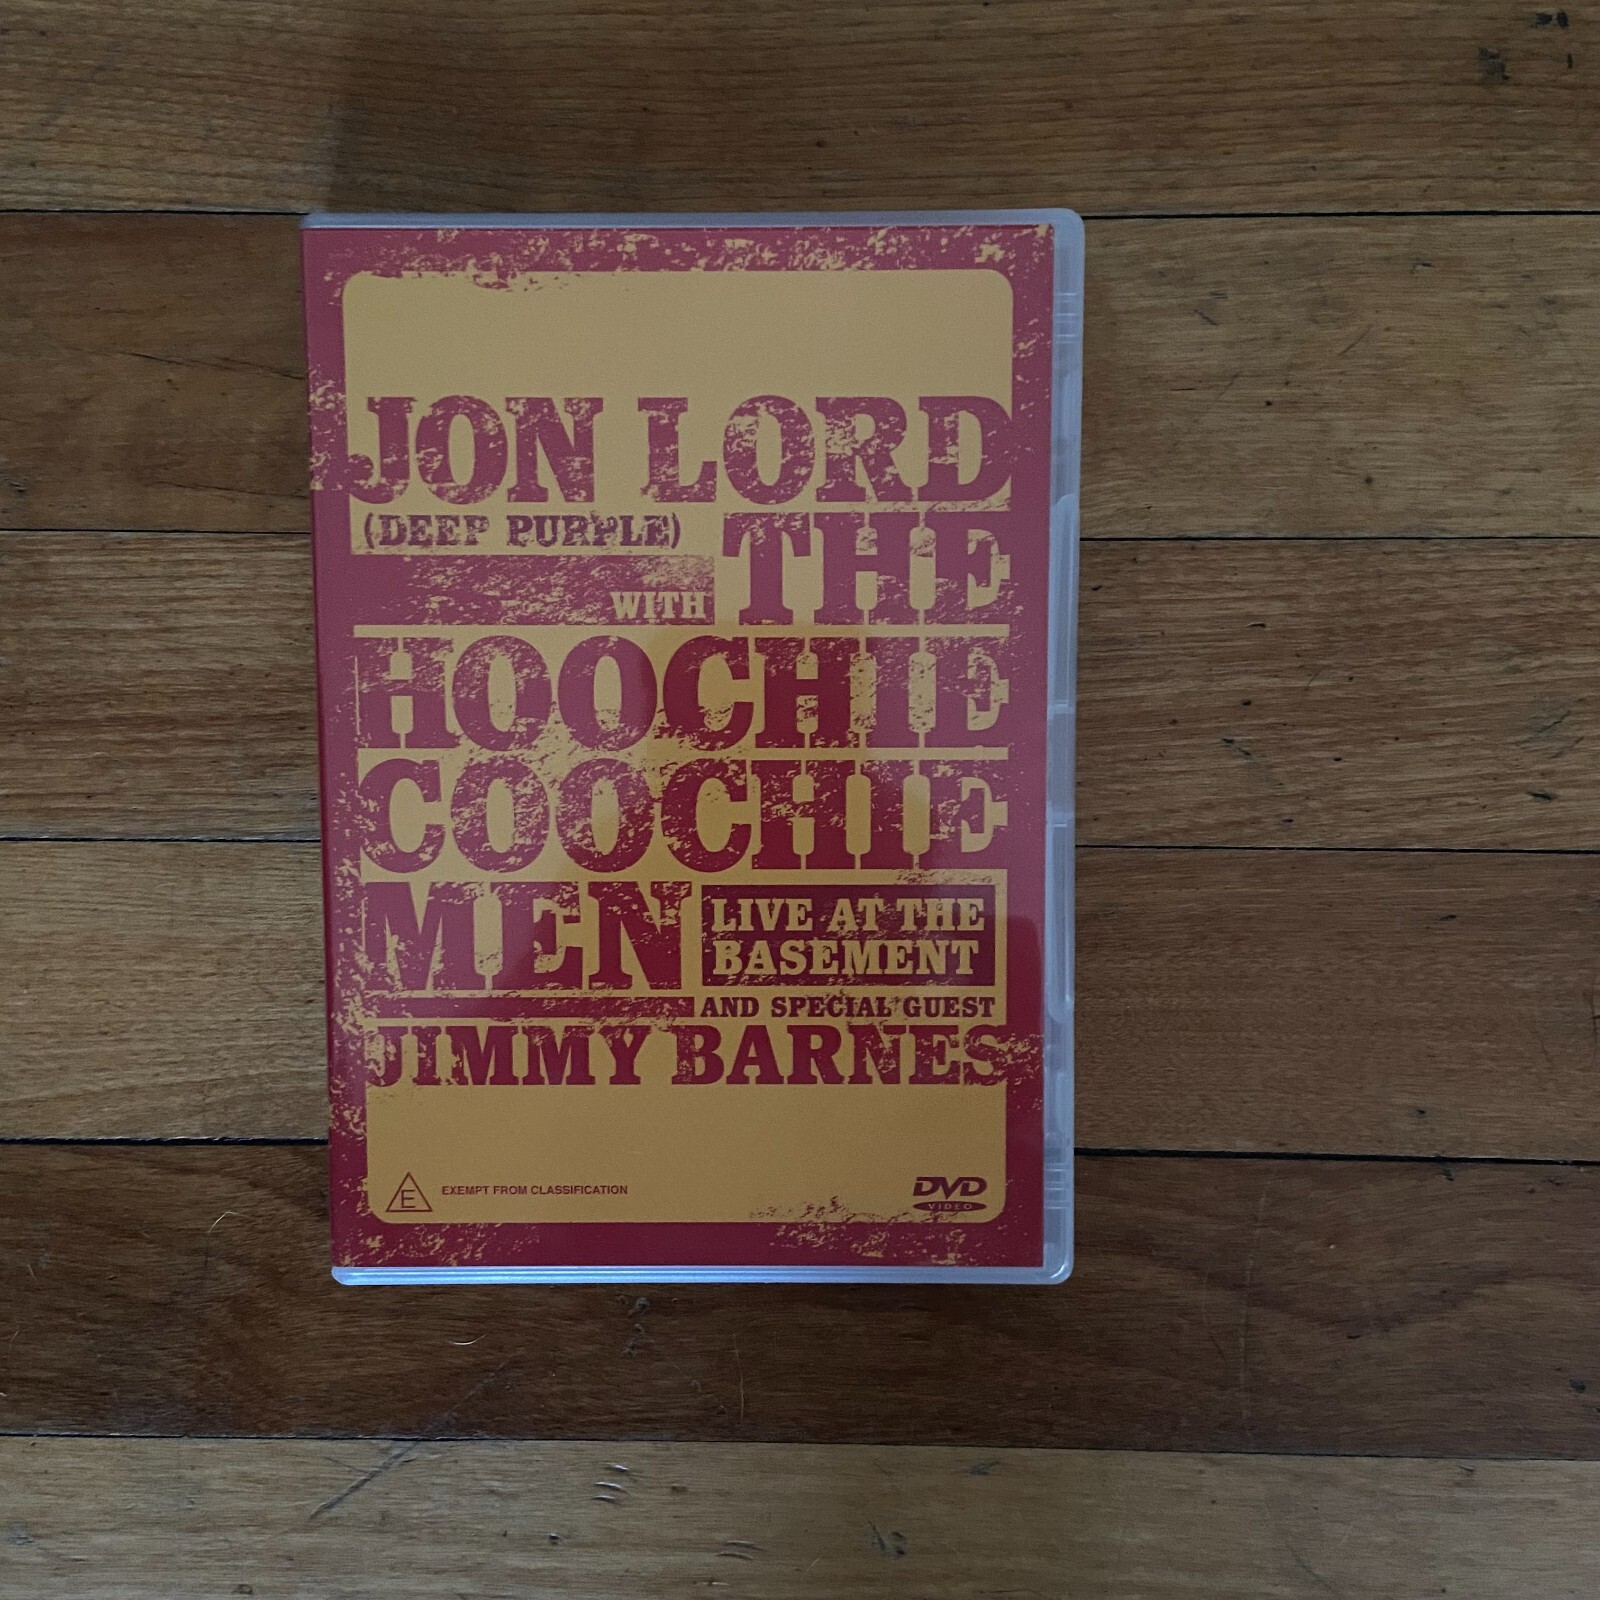 JON LORD
(DEEP PURPLE)
WITH THE
HOOCHIE
COOCHIE
MEN
LIVE AT THE
BASEMENT
AND SPECIAL GUEST
JIMMY BARNES
E EXEMPT FROM CLASSIFICATION
DVD
VIDEO